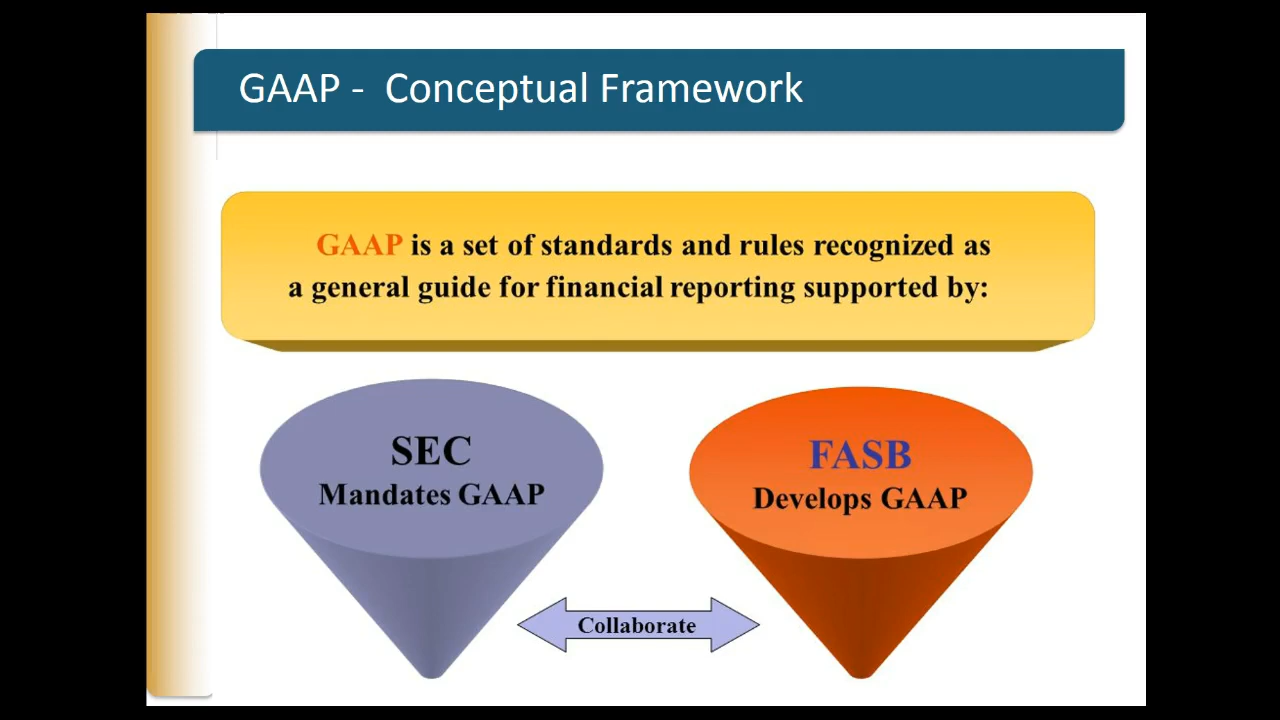 GAAP - Conceptual Framework
GAAP is a set of standards and rules recognized as
a general guide for financial reporting supported by:
SEC
Mandates GAAP
FASB
Develops GAAP
Collaborate